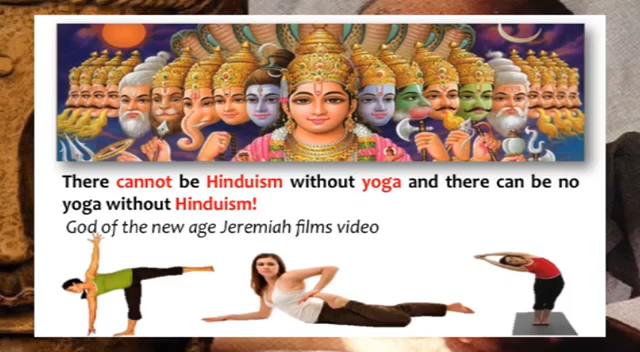 There cannot be Hinduism without yoga and there can be no
yoga without Hinduism!
God of the new age Jeremiah films video